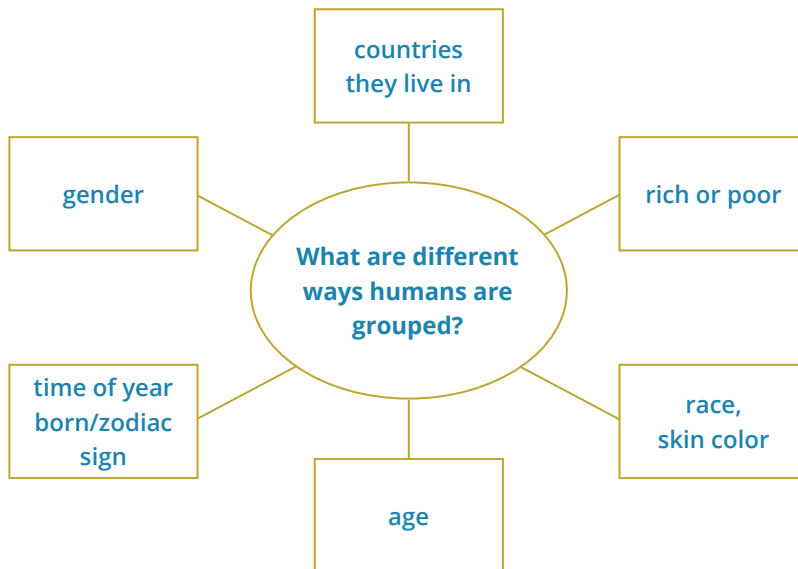 countries
they live in
gender
rich or poor
What are different
ways humans are
grouped?
time of year
born/zodiac
sign
race,
skin color
age